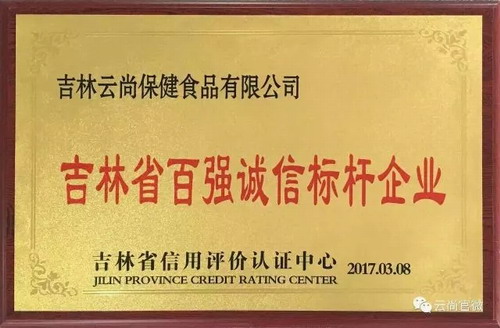 吉林云尚保健食品有限公司
吉林省百强诚信标杆企业
吉林省信用评价认证中心 2017.03.08
JILIN PROVINCE CREDIT RATING CENTER
云尚官微